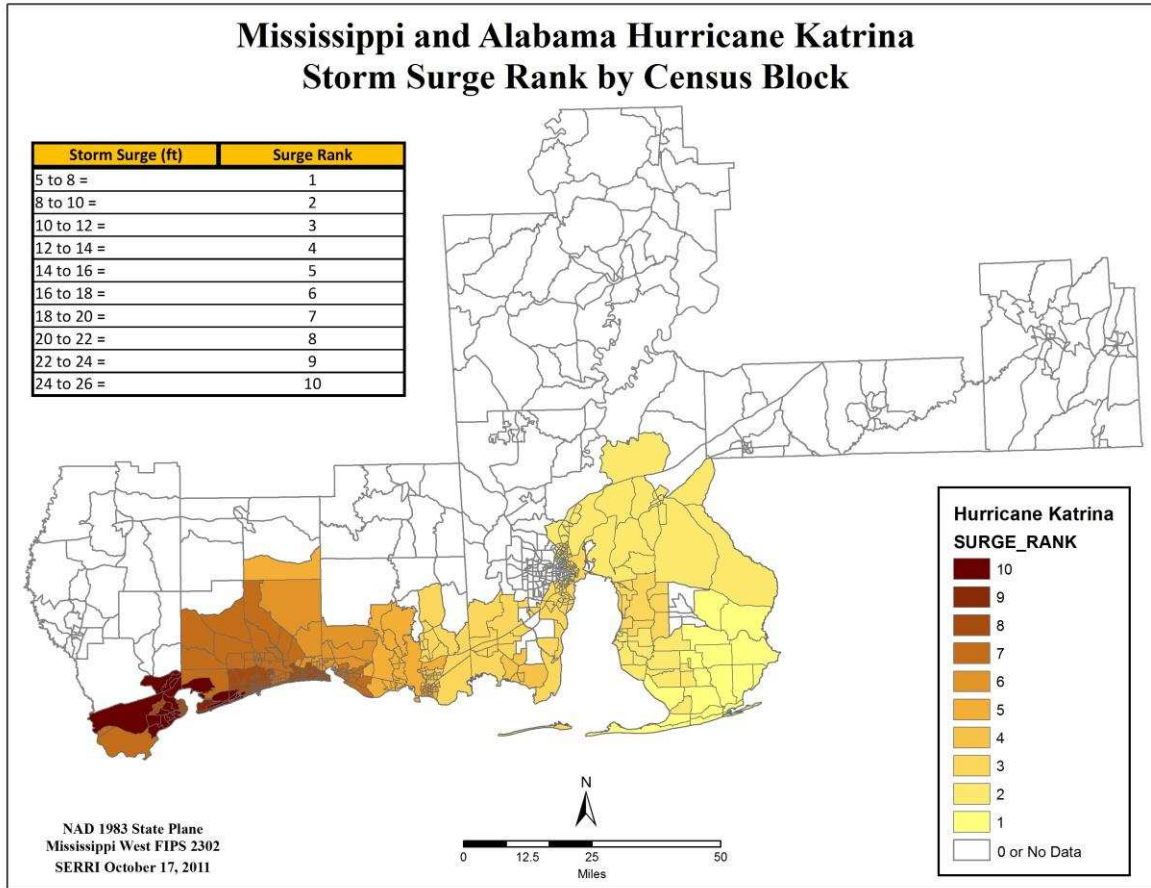 Mississippi and Alabama Hurricane Katrina
Storm Surge Rank by Census Block
Storm Surge (ft) Surge Rank
5 to 8 = 1
8 to 10 = 2
10 to 12 = 3
12 to 14 = 4
14 to 16 = 5
16 to 18 = 6
18 to 20 = 7
20 to 22 = 8
22 to 24 = 9
24 to 26 = 10
Hurricane Katrina
SURGE_RANK
10
9
8
7
6
5
4
3
2
1
0 or No Data
N
0 12.5 25 50
Miles
NAD 1983 State Plane
Mississippi West FIPS 2302
SERRI October 17, 2011